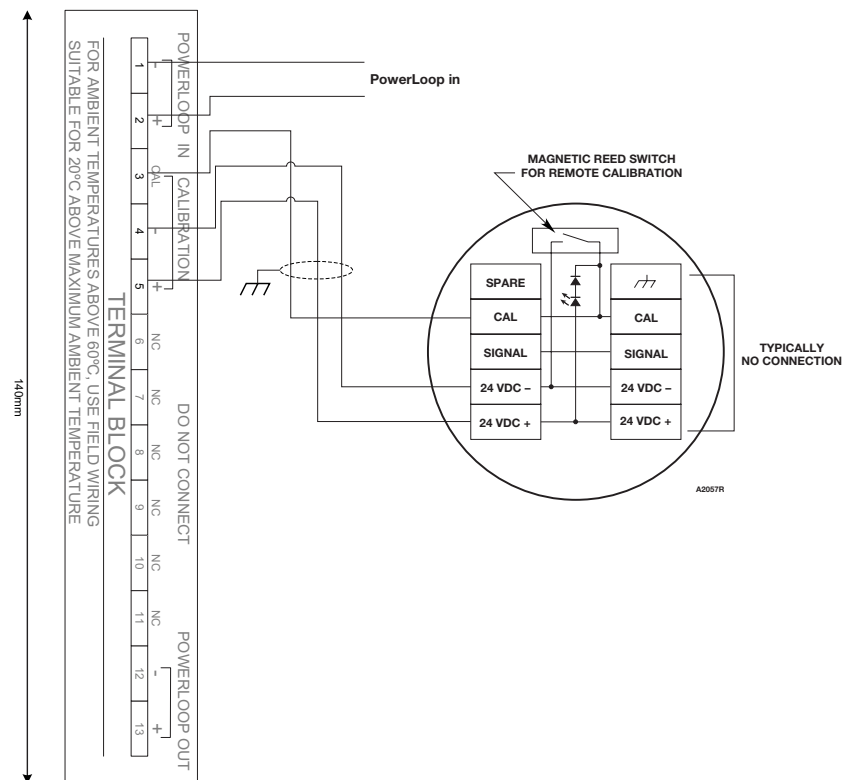 140mm
FOR AMBIENT TEMPERATURES ABOVE 60ºC, USE FIELD WIRING
SUITABLE FOR 20ºC ABOVE MAXIMUM AMBIENT TEMPERATURE
TERMINAL BLOCK
1
2
3
4
5
6
7
8
9
10
11
12
13
-
+
CAL
-
+
NC
NC
NC
NC
NC
NC
-
+
POWERLOOP IN
CALIBRATION
DO NOT CONNECT
POWERLOOP OUT
PowerLoop in
MAGNETIC REED SWITCH
FOR REMOTE CALIBRATION
SPARE
CAL
SIGNAL
24 VDC –
24 VDC +
CAL
SIGNAL
24 VDC –
24 VDC +
TYPICALLY
NO CONNECTION
A2057R